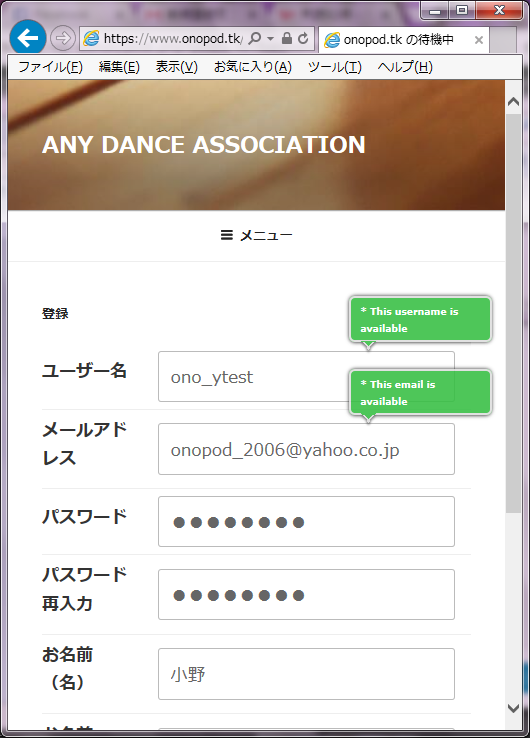 https://www.onopod.tk/
onopod.tk の待機中
ファイル(F) 編集(E) 表示(V) お気に入り(A) ツール(T) ヘルプ(H)
ANY DANCE ASSOCIATION
メニュー
登録
* This username is
available
ユーザー名
ono_ytest
* This email is
available
メールアド
レス
onopod_2006@yahoo.co.jp
パスワード
●●●●●●●●
パスワード
再入力
●●●●●●●●
お名前
（名）
小野